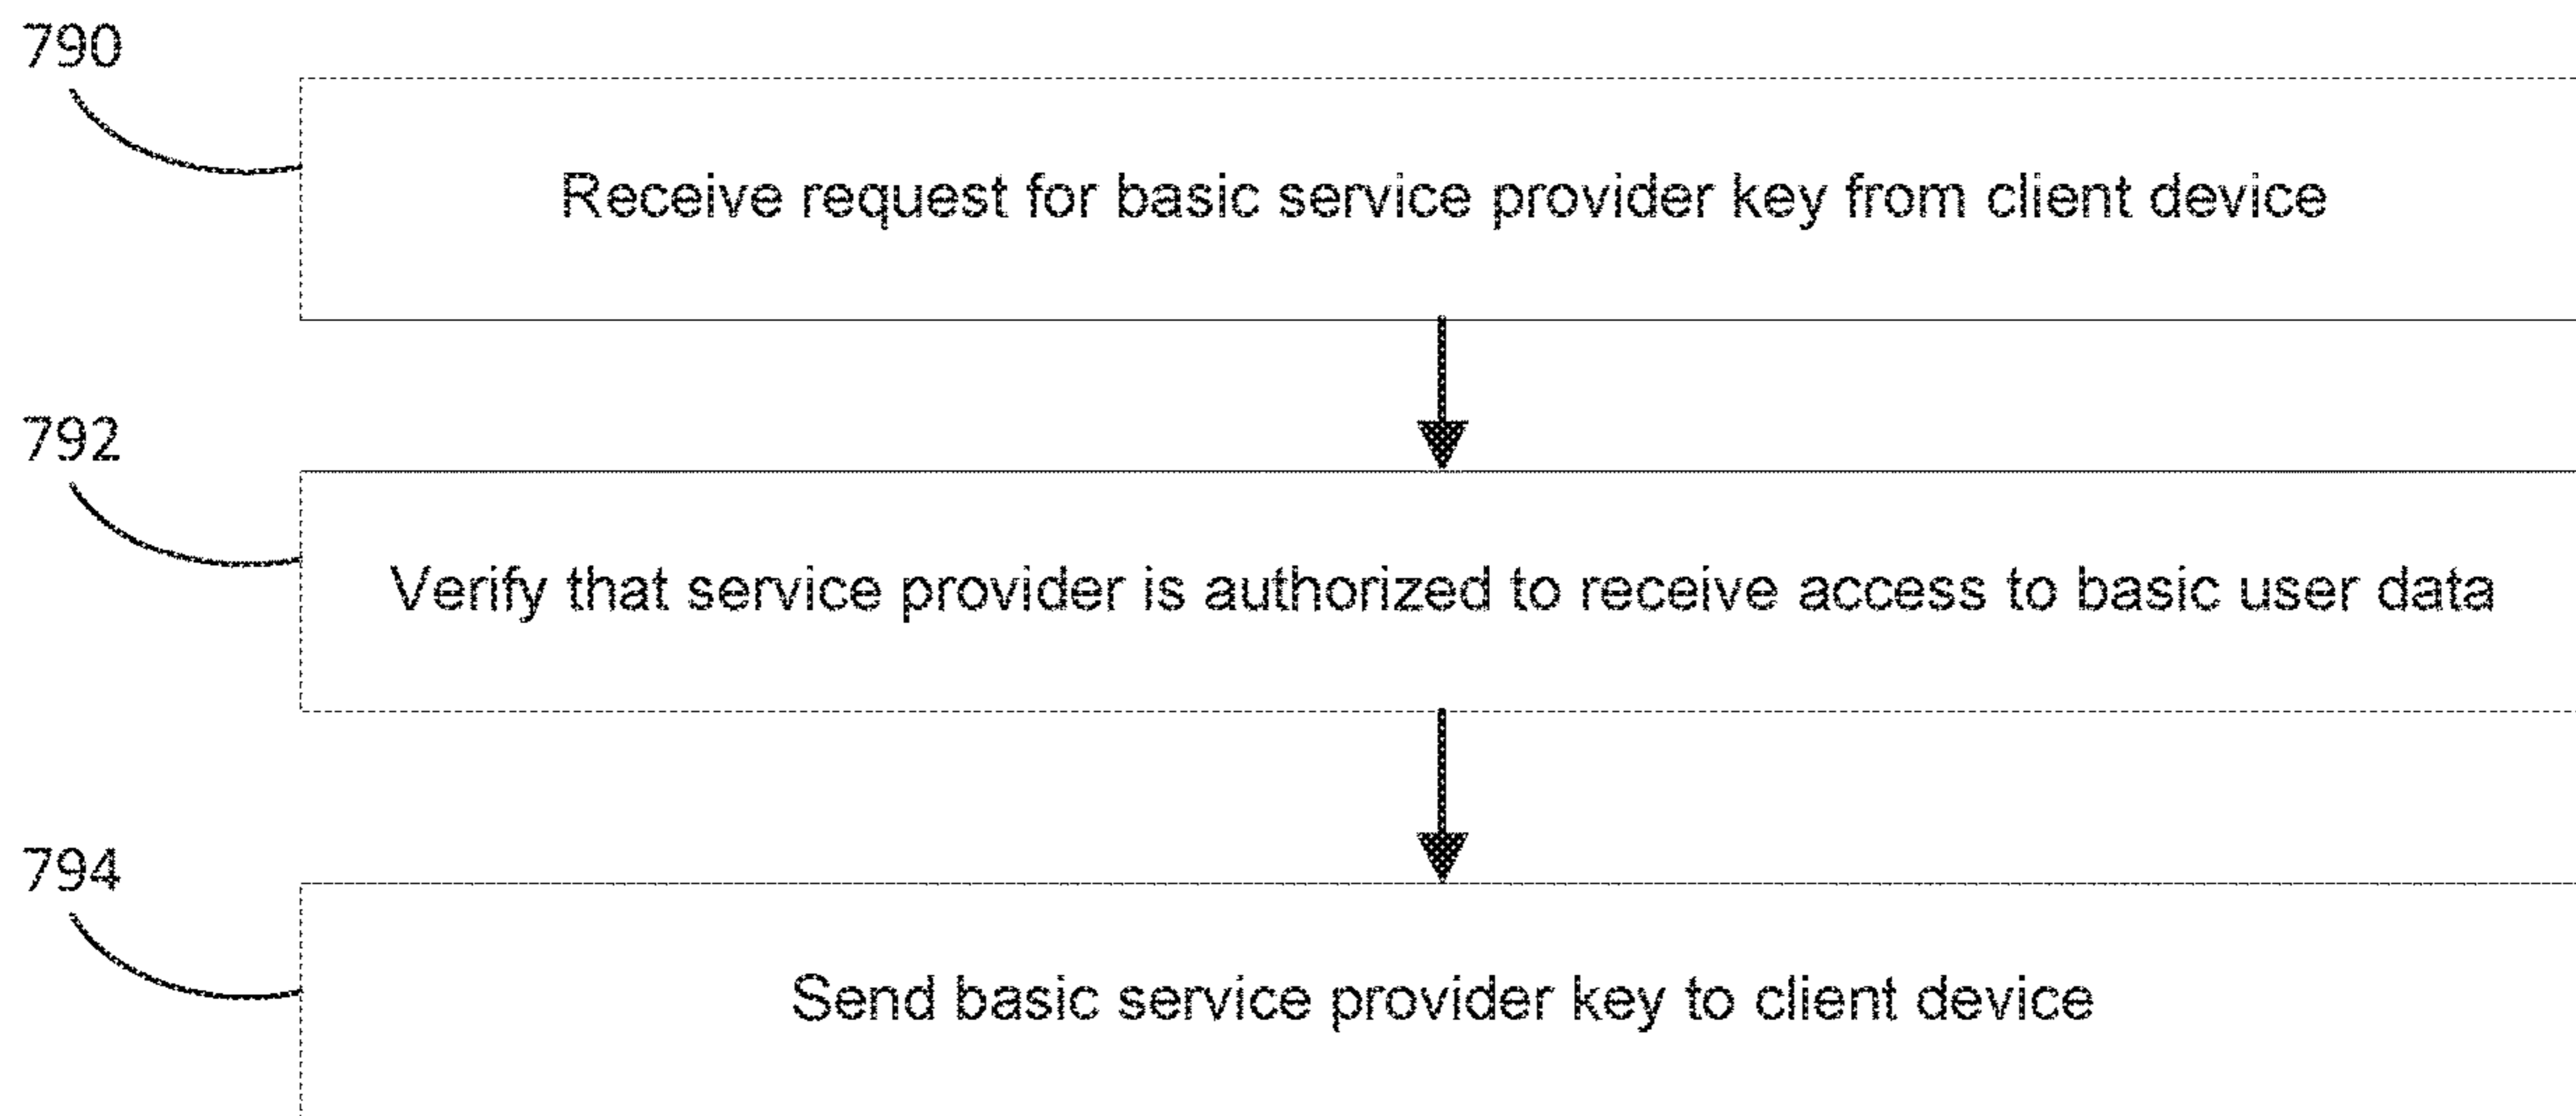 790
Receive request for basic service provider key from client device
792
Verify that service provider is authorized to receive access to basic user data
794
Send basic service provider key to client device